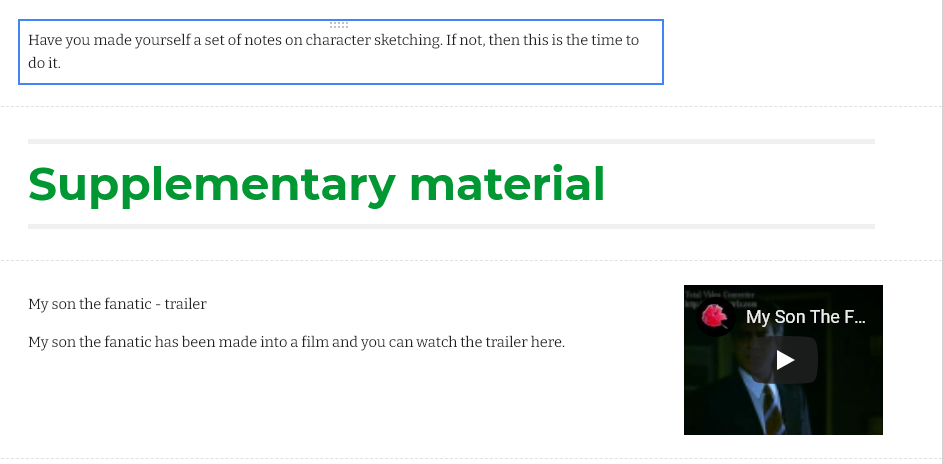 Have you made yourself a set of notes on character sketching. If not, then this is the time to
do it.
Supplementary material
My son the fanatic - trailer
My son the fanatic has been made into a film and you can watch the trailer here.
Total Video Converter
My Son The F...